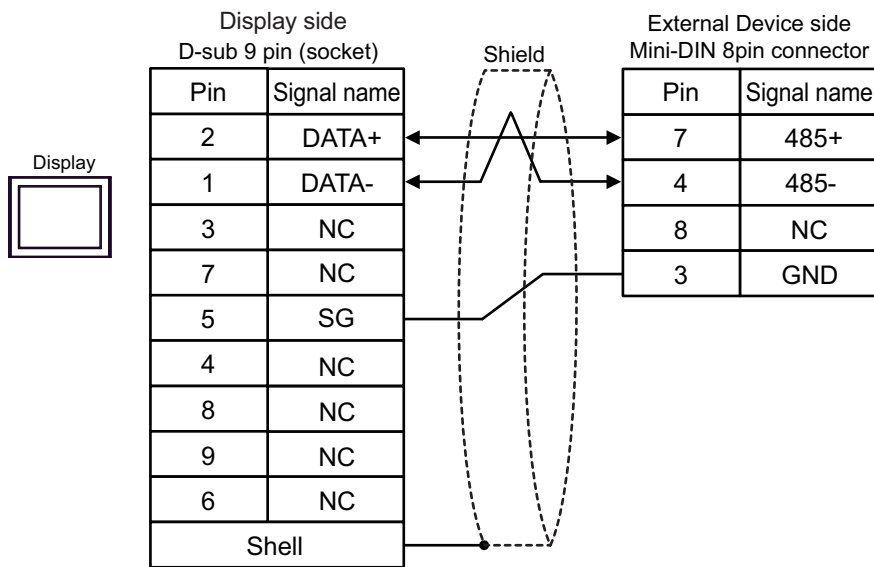 Display side
D-sub 9 pin (socket)
Shield
External Device side
Mini-DIN 8pin connector
Display
Pin Signal name
2 DATA+
1 DATA-
3 NC
7 NC
5 SG
4 NC
8 NC
9 NC
6 NC
Shell
Pin Signal name
7 485+
4 485-
8 NC
3 GND